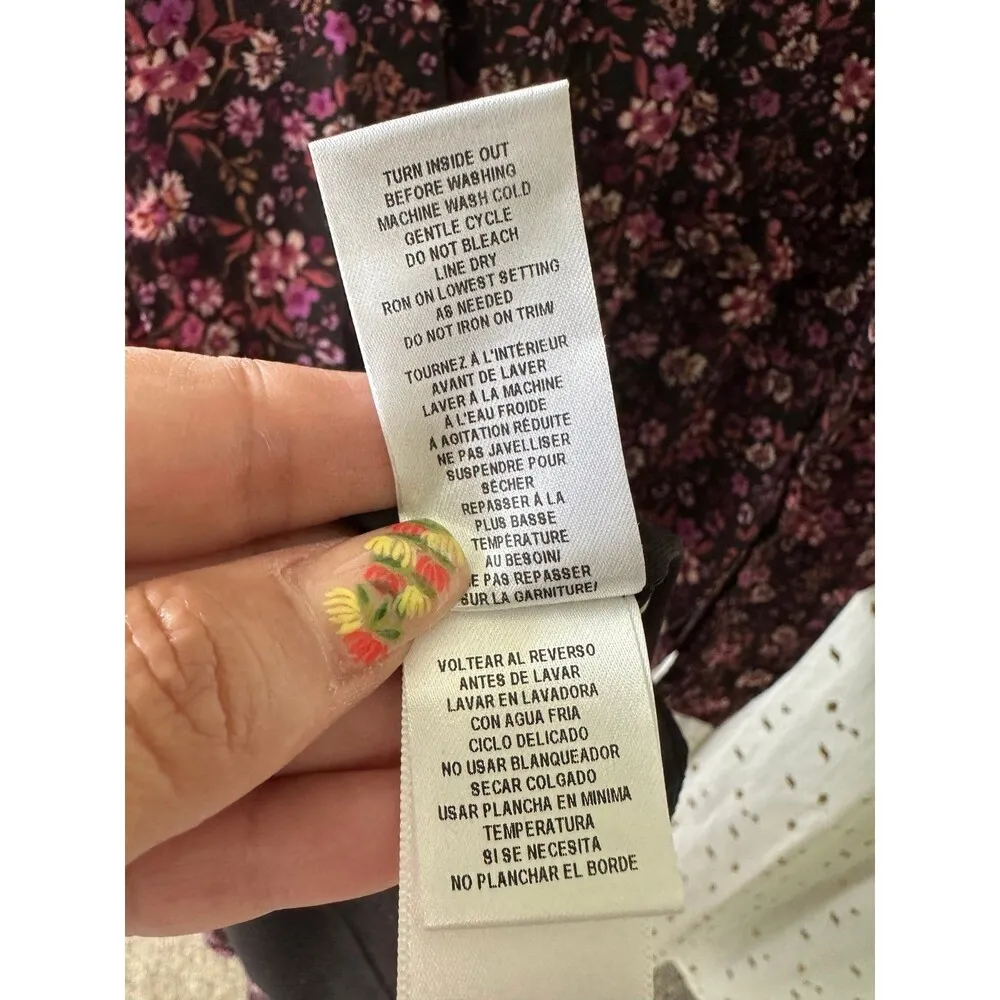 TURN INSIDE OUT
BEFORE WASHING
MACHINE WASH COLD
GENTLE CYCLE
DO NOT BLEACH
LINE DRY
RON ON LOWEST SETTING
AS NEEDED
DO NOT IRON ON TRIM/
TOURNEZ À L'INTÉRIEUR
AVANT DE LAVER
LAVER À LA MACHINE
À L'EAU FROIDE
À AGITATION RÉDUITE
NE PAS JAVELLISER
SUSPENDRE POUR
SÉCHER
REPASSER À LA
PLUS BASSE
TEMPÉRATURE
AU BESOIN/
E PAS REPASSER
SUR LA GARNITURE/
VOLTEAR AL REVERSO
ANTES DE LAVAR
LAVAR EN LAVADORA
CON AGUA FRIA
CICLO DELICADO
NO USAR BLANQUEADOR
SECAR COLGADO
USAR PLANCHA EN MINIMA
TEMPERATURA
SI SE NECESITA
NO PLANCHAR EL BORDE